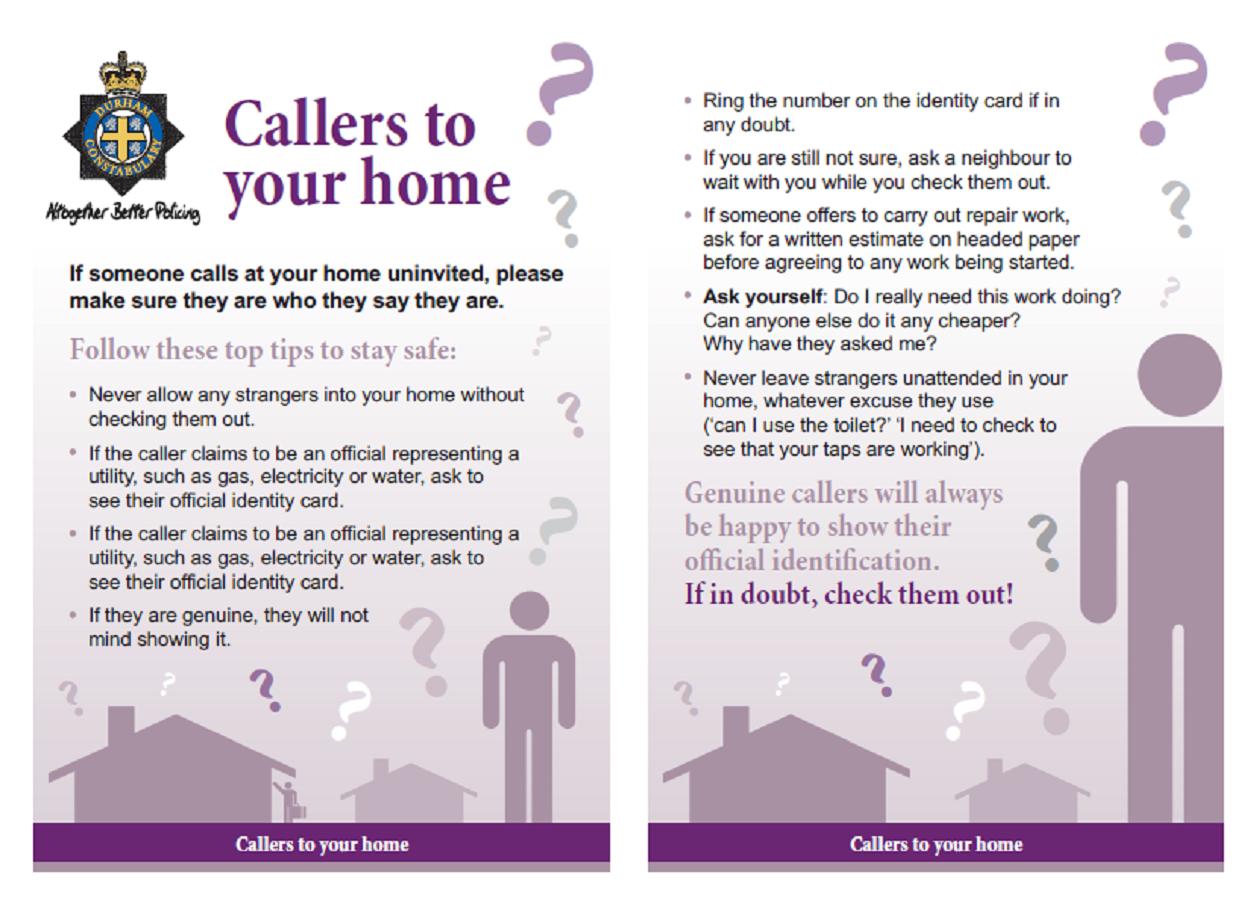 DURHAM
CONSTABULARY
Altogether Better Policing
Callers to
your home
If someone calls at your home uninvited, please
make sure they are who they say they are.
Follow these top tips to stay safe:
• Never allow any strangers into your home without
checking them out.
• If the caller claims to be an official representing a
utility, such as gas, electricity or water, ask to
see their official identity card.
• If the caller claims to be an official representing a
utility, such as gas, electricity or water, ask to
see their official identity card.
• If they are genuine, they will not
mind showing it.
Callers to your home
• Ring the number on the identity card if in
any doubt.
• If you are still not sure, ask a neighbour to
wait with you while you check them out.
• If someone offers to carry out repair work,
ask for a written estimate on headed paper
before agreeing to any work being started.
• Ask yourself: Do I really need this work doing?
Can anyone else do it any cheaper?
Why have they asked me?
• Never leave strangers unattended in your
home, whatever excuse they use
(‘can I use the toilet?’ ‘I need to check to
see that your taps are working’).
Genuine callers will always
be happy to show their
official identification.
If in doubt, check them out!
Callers to your home